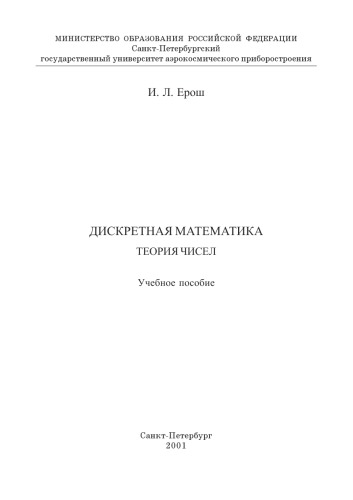 МИНИСТЕРСТВО ОБРАЗОВАНИЯ РОССИЙСКОЙ ФЕДЕРАЦИИ
Санкт-Петербургский
государственный университет аэрокосмического приборостроения
И. Л. Ерош
ДИСКРЕТНАЯ МАТЕМАТИКА
ТЕОРИЯ ЧИСЕЛ
Учебное пособие
Санкт-Петербург
2001